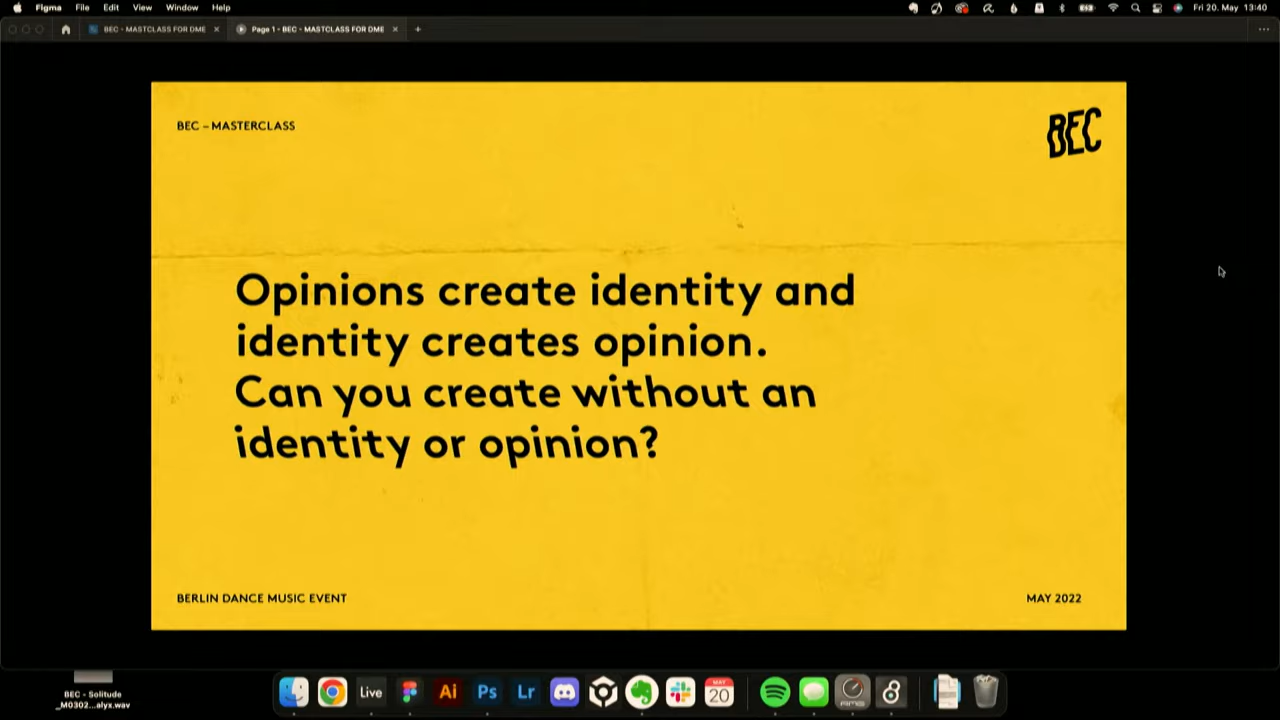 Figma File Edit View Window Help
Fri 20. May 13:40
BEC - MASTCLASS FOR DME
Page 1 - BEC - MASTCLASS FOR DME
BEC – MASTERCLASS
BEC
Opinions create identity and
identity creates opinion.
Can you create without an
identity or opinion?
BERLIN DANCE MUSIC EVENT
MAY 2022
BEC - Solitude
_M0302...alyx.wav
Live
Ai
Ps
Lr
MAY
20